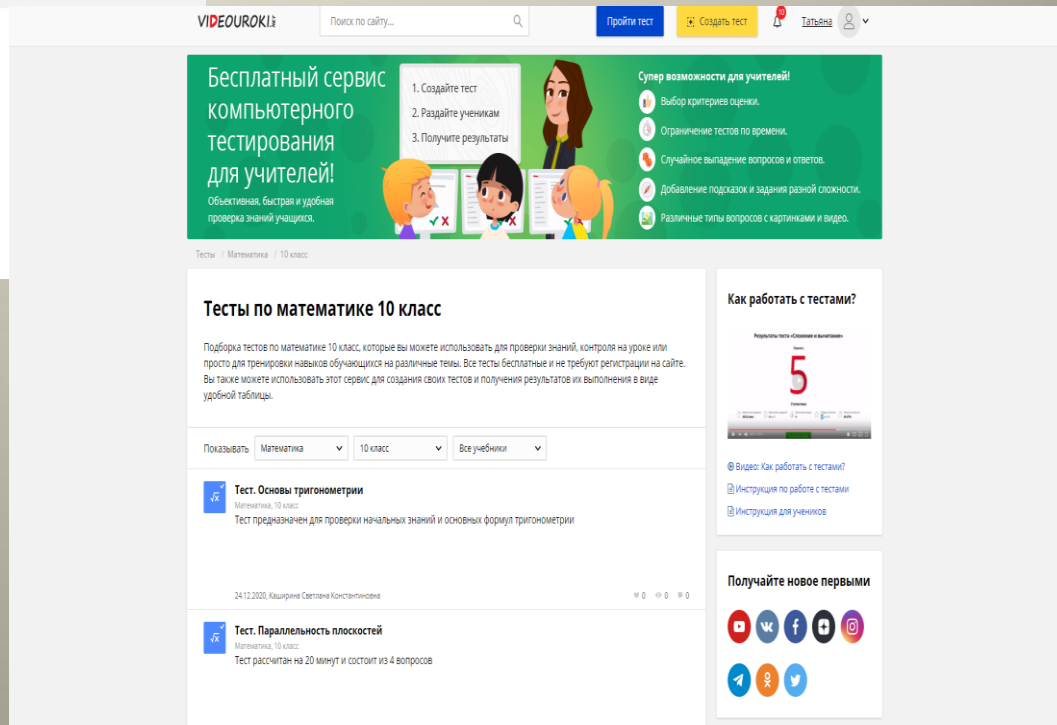 VIDEOUROKI
Поиск по сайту...
Пройти тест
Создать тест
10
Татьяна
Бесплатный сервис
компьютерного
тестирования
для учителей!
Объективная, быстрая и удобная
проверка знаний учащихся.
1. Создайте тест
2. Раздайте ученикам
3. Получите результаты
Супер возможности для учителей!
Выбор критериев оценки.
Ограничение тестов по времени.
Случайное выпадение вопросов и ответов.
Добавление подсказок и задания разной сложности.
Различные типы вопросов с картинками и видео.
Тесты / Математика / 10 класс
Тесты по математике 10 класс
Подборка тестов по математике 10 класс, которые вы можете использовать для проверки знаний, контроля на уроке или
просто для тренировки навыков обучающихся на различные темы. Все тесты бесплатные и не требуют регистрации на сайте.
Вы также можете использовать этот сервис для создания своих тестов и получения результатов их выполнения в виде
удобной таблицы.
Показывать Математика 10 класс Все учебники
√x
Тест. Основы тригонометрии
Математика, 10 класс
Тест предназначен для проверки начальных знаний и основных формул тригонометрии
24.12.2020, Каширина Светлана Константиновна
0 0 0
√x
Тест. Параллельность плоскостей
Математика, 10 класс
Тест рассчитан на 20 минут и состоит из 4 вопросов
Как работать с тестами?
Результаты теста «Сложение и вычитание»
5
Видео: Как работать с тестами?
Инструкция по работе с тестами
Инструкция для учеников
Получайте новое первыми